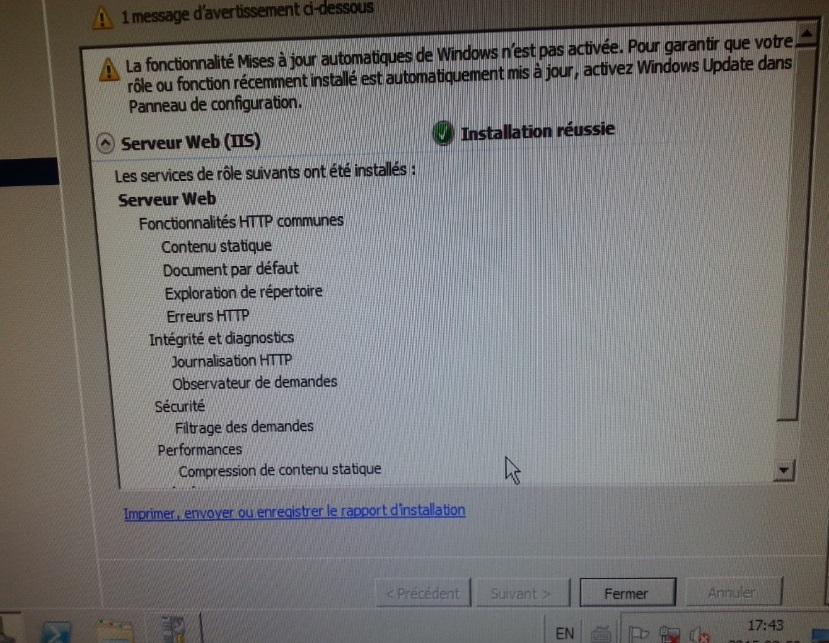 1 message d'avertissement ci-dessous
La fonctionnalité Mises à jour automatiques de Windows n'est pas activée. Pour garantir que votre
rôle ou fonction récemment installé est automatiquement mis à jour, activez Windows Update dans
Panneau de configuration.
Serveur Web (IIS)
Installation réussie
Les services de rôle suivants ont été installés :
Serveur Web
Fonctionnalités HTTP communes
Contenu statique
Document par défaut
Exploration de répertoire
Erreurs HTTP
Intégrité et diagnostics
Journalisation HTTP
Observateur de demandes
Sécurité
Filtrage des demandes
Performances
Compression de contenu statique
Imprimer, envoyer ou enregistrer le rapport d'installation
< Précédent
Suivant >
Fermer
Annuler
EN
17:43